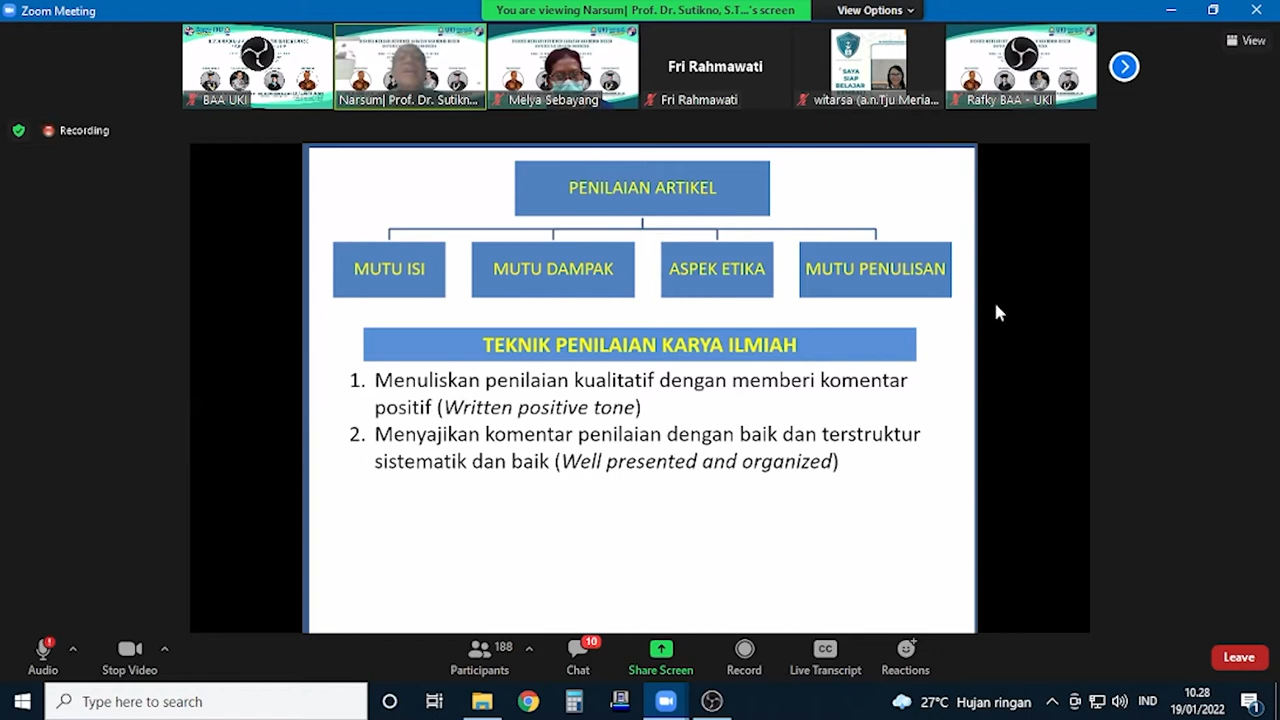 Zoom Meeting
You are viewing Narsum| Prof. Dr. Sutikno, S.T...'s screen
View Options
BAA UKI
Narsum| Prof. Dr. Sutikn...
Melya Sebayang
Fri Rahmawati
Fri Rahmawati
SAYA
SIAP
BELAJAR
witarsa (a.n.Tju Meria...
Rafky BAA - UKI
View
Recording
PENILAIAN ARTIKEL
MUTU ISI
MUTU DAMPAK
ASPEK ETIKA
MUTU PENULISAN
TEKNIK PENILAIAN KARYA ILMIAH
1. Menuliskan penilaian kualitatif dengan memberi komentar
positif (Written positive tone)
2. Menyajikan komentar penilaian dengan baik dan terstruktur
sistematik dan baik (Well presented and organized)
Audio
Stop Video
188
Participants
10
Chat
Share Screen
Record
CC
Live Transcript
Reactions
Leave
Type here to search
27°C Hujan ringan
IND
10.28
19/01/2022
1